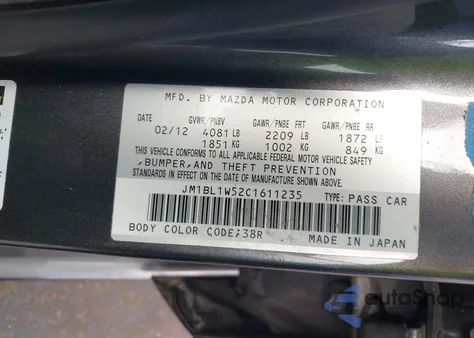 MFD. BY MAZDA MOTOR CORPORATION
DATE GVWR/PNBV GAWR/PNBE FRT GAWR/PNBE RR
02/12 4081 LB 2209 LB 1872 LB
1851 KG 1002 KG 849 KG
THIS VEHICLE CONFORMS TO ALL APPLICABLE FEDERAL MOTOR VEHICLE SAFETY
,BUMPER,AND THEFT PREVENTION
STANDARDS IN EFFECT ON THE DATE OF MANUFACTURE SHOWN ABOVE.
JM1BL1W52C1611235 TYPE: PASS CAR
BODY COLOR CODE;38R MADE IN JAPAN
autoSnap